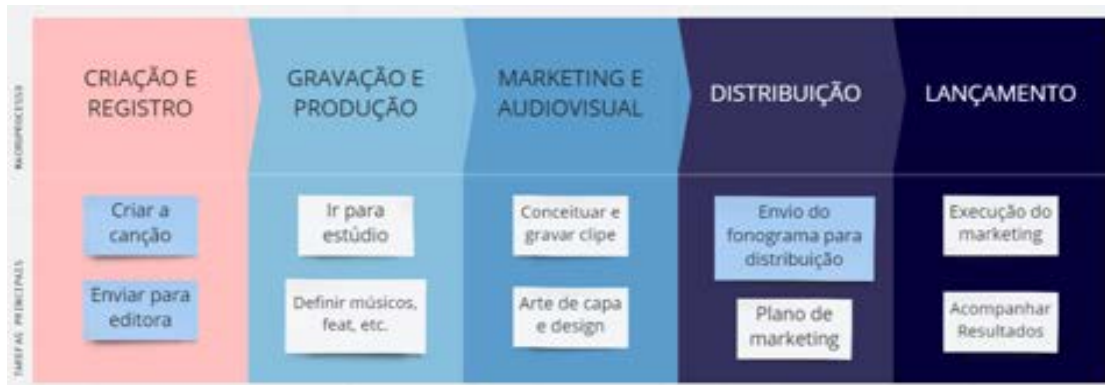 MACROPROCESSO
CRIAÇÃO E
REGISTRO
GRAVAÇÃO E
PRODUÇÃO
MARKETING E
AUDIOVISUAL
DISTRIBUIÇÃO
LANÇAMENTO
TAREFAS PRINCIPAIS
Criar a
canção
Enviar para
editora
Ir para
estúdio
Definir músicos,
feat, etc.
Conceituar e
gravar clipe
Arte de capa
e design
Envio do
fonograma para
distribuição
Plano de
marketing
Execução do
marketing
Acompanhar
Resultados